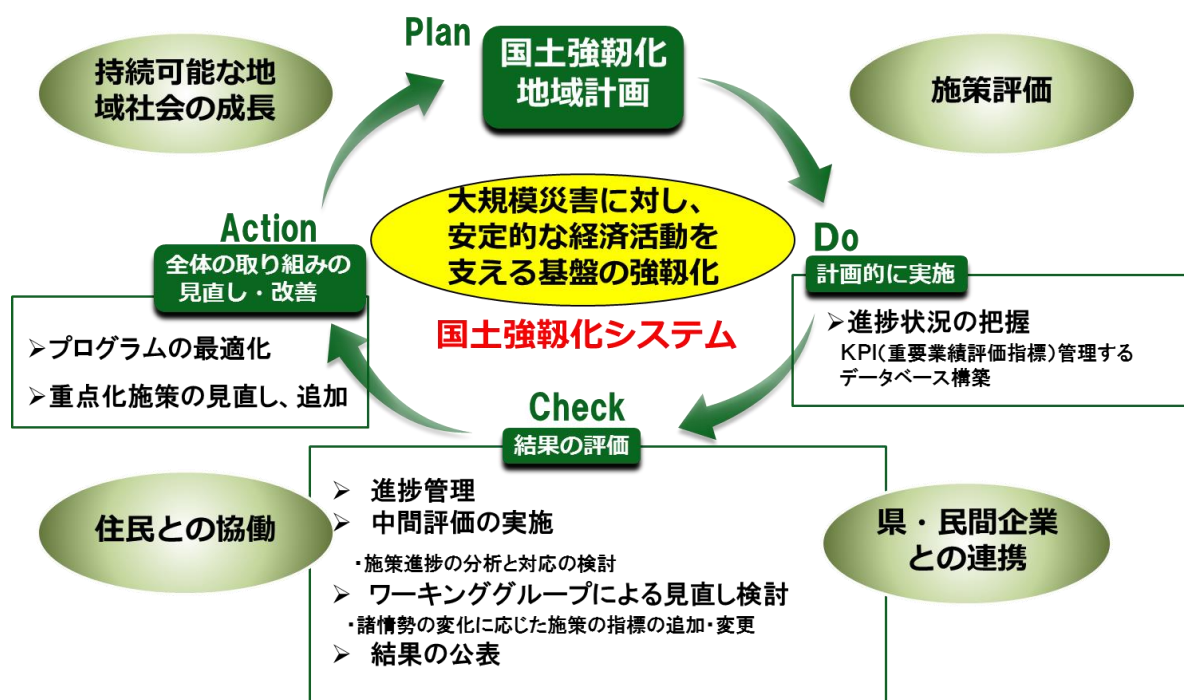 Plan
国土強靭化
地域計画
持続可能な地
域社会の成長
施策評価
大規模災害に対し、
安定的な経済活動を
支える基盤の強靭化
国土強靭化システム
Do
計画的に実施
➢進捗状況の把握
KPI(重要業績評価指標)管理する
データベース構築
Action
全体の取り組みの
見直し・改善
➢プログラムの最適化
➢重点化施策の見直し、追加
Check
結果の評価
➢ 進捗管理
➢ 中間評価の実施
・施策進捗の分析と対応の検討
➢ ワーキンググループによる見直し検討
・諸情勢の変化に応じた施策の指標の追加・変更
➢ 結果の公表
住民との協働
県・民間企業
との連携